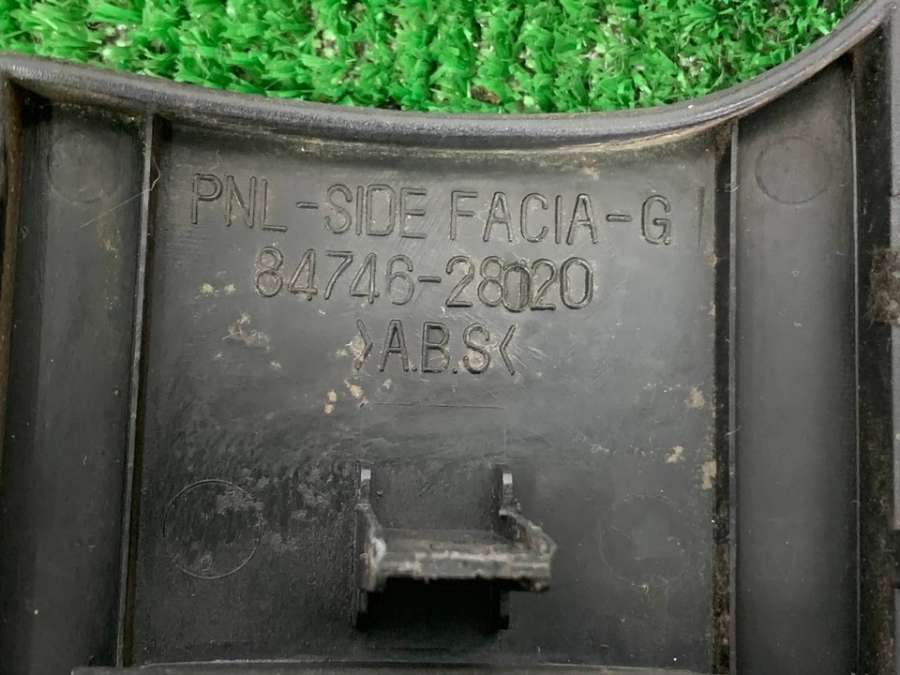 PNL-SIDE FACIA-G
84746-28020
>A.B.S<